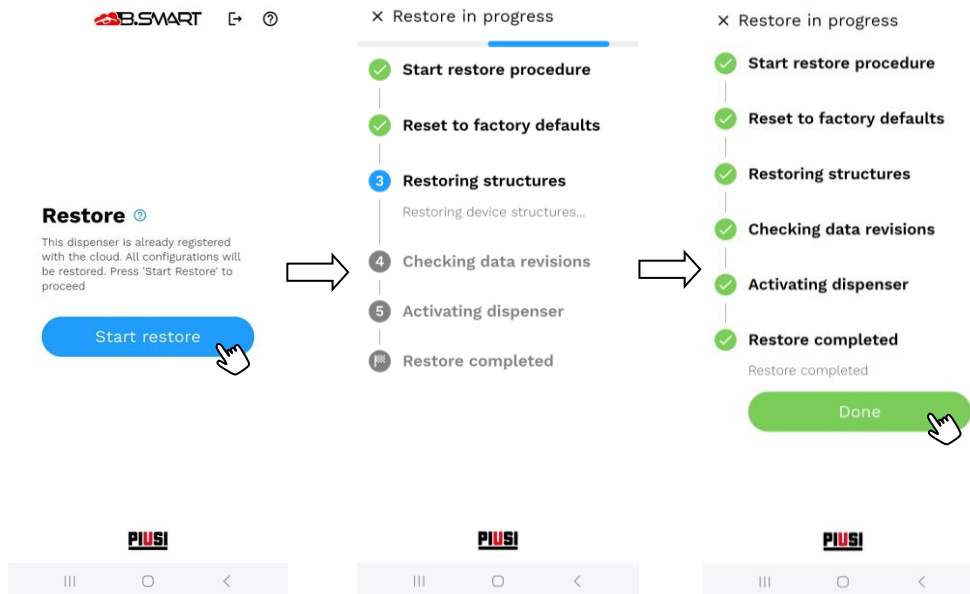 B.SMART
Restore
This dispenser is already registered
with the cloud. All configurations will
be restored. Press 'Start Restore' to
proceed
Start restore
PIUSI
Restore in progress
Start restore procedure
Reset to factory defaults
3 Restoring structures
Restoring device structures...
4 Checking data revisions
5 Activating dispenser
Restore completed
PIUSI
Restore in progress
Start restore procedure
Reset to factory defaults
Restoring structures
Checking data revisions
Activating dispenser
Restore completed
Restore completed
Done
PIUSI